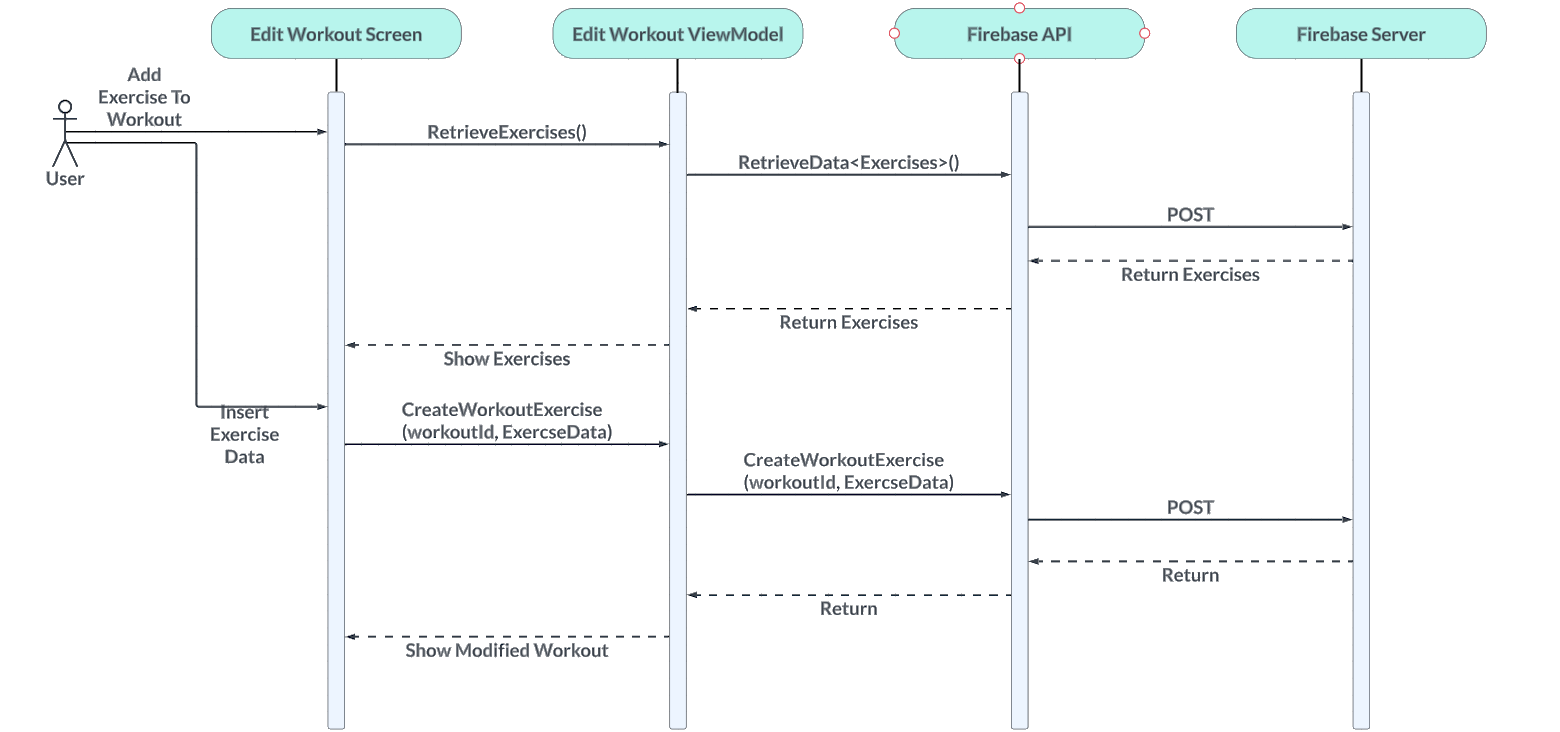 Edit Workout Screen
Edit Workout ViewModel
Firebase API
Firebase Server
Add
Exercise To
Workout
User
RetrieveExercises()
RetrieveData<Exercises>()
POST
Return Exercises
Return Exercises
Show Exercises
Insert
Exercise
Data
CreateWorkoutExercise
(workoutId, ExercseData)
CreateWorkoutExercise
(workoutId, ExercseData)
POST
Return
Return
Show Modified Workout